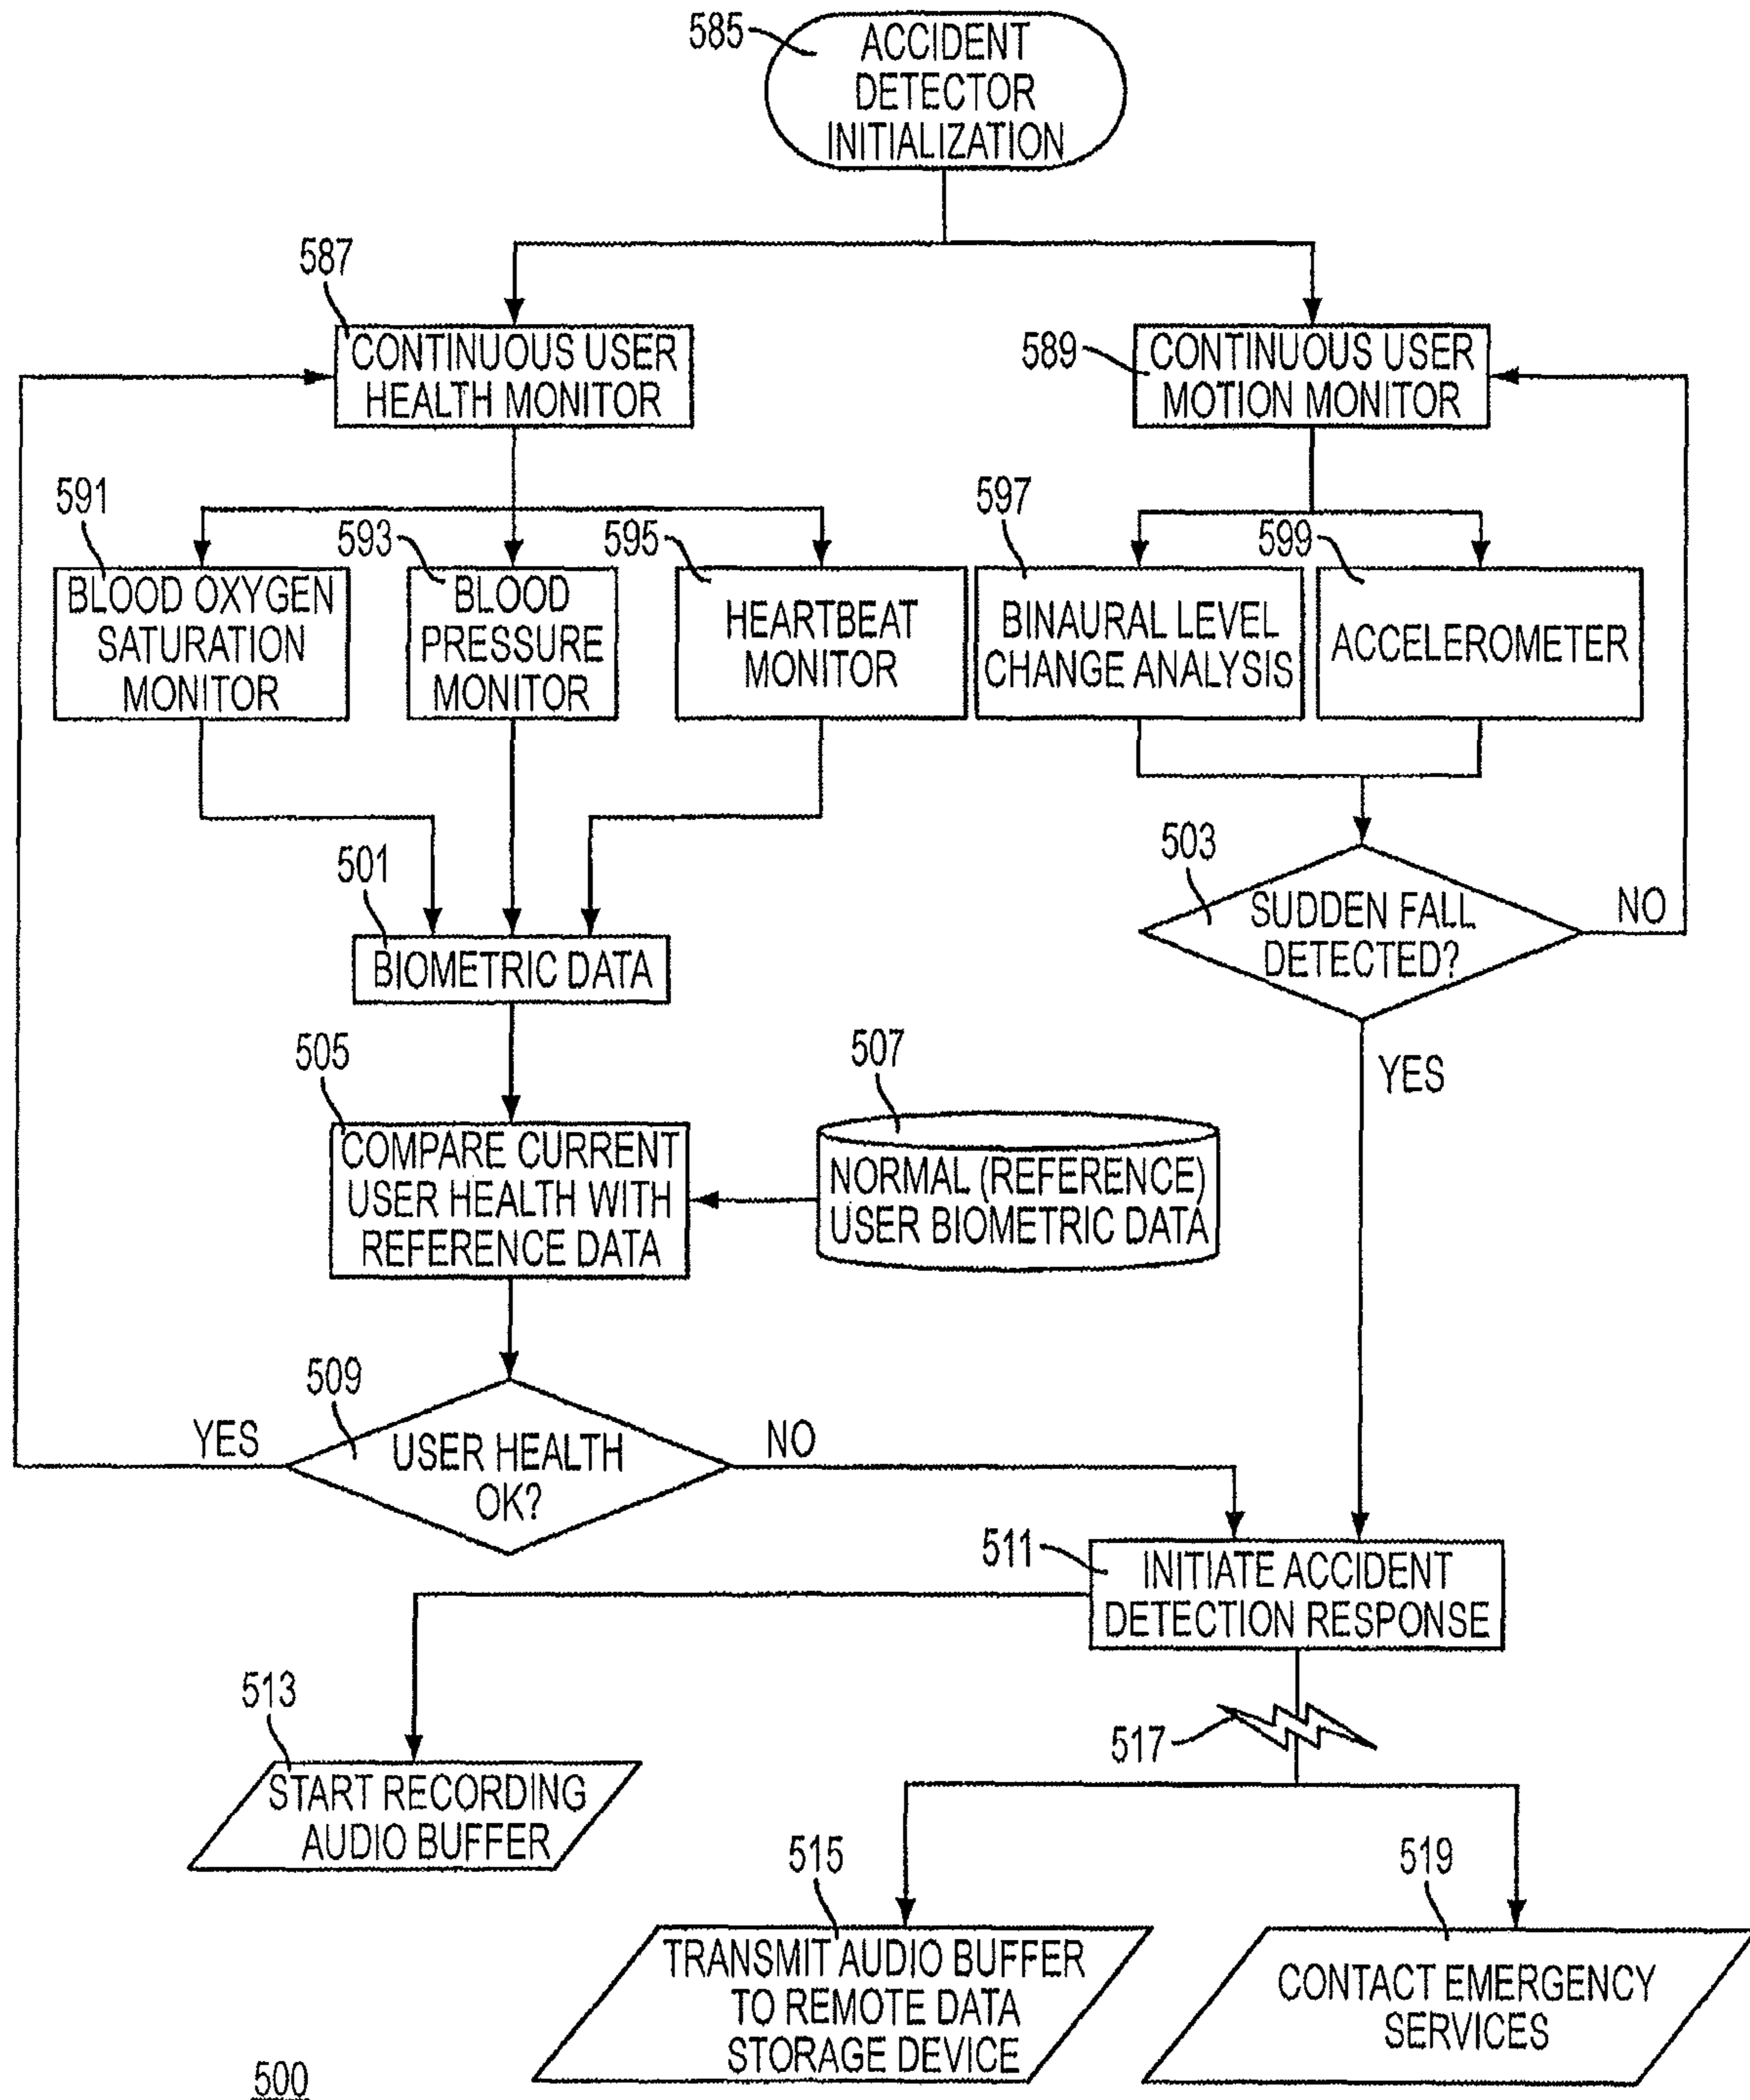 585
ACCIDENT
DETECTOR
INITIALIZATION
587
CONTINUOUS USER
HEALTH MONITOR
589
CONTINUOUS USER
MOTION MONITOR
591
BLOOD OXYGEN
SATURATION
MONITOR
593
BLOOD
PRESSURE
MONITOR
595
HEARTBEAT
MONITOR
597
BINAURAL LEVEL
CHANGE ANALYSIS
599
ACCELEROMETER
501
BIOMETRIC DATA
503
SUDDEN FALL
DETECTED?
NO
YES
505
COMPARE CURRENT
USER HEALTH WITH
REFERENCE DATA
507
NORMAL (REFERENCE)
USER BIOMETRIC DATA
509
YES
USER HEALTH
OK?
NO
511
INITIATE ACCIDENT
DETECTION RESPONSE
513
START RECORDING
AUDIO BUFFER
517
515
TRANSMIT AUDIO BUFFER
TO REMOTE DATA
STORAGE DEVICE
519
CONTACT EMERGENCY
SERVICES
500